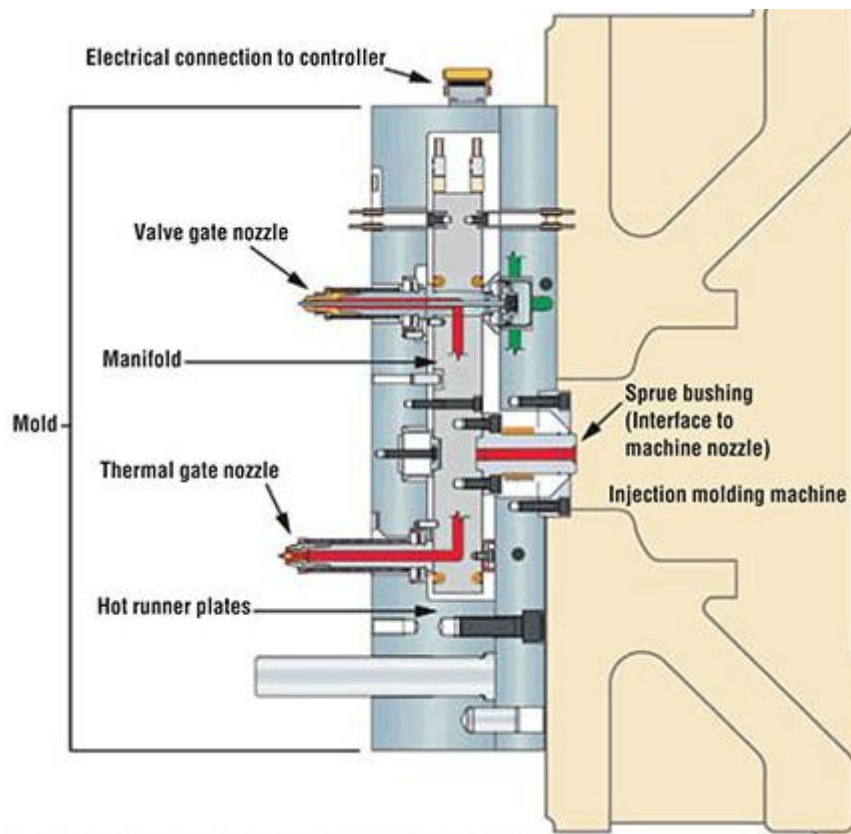 Electrical connection to controller
Valve gate nozzle
Manifold
Mold
Sprue bushing
(Interface to
machine nozzle)
Thermal gate nozzle
Injection molding machine
Hot runner plates